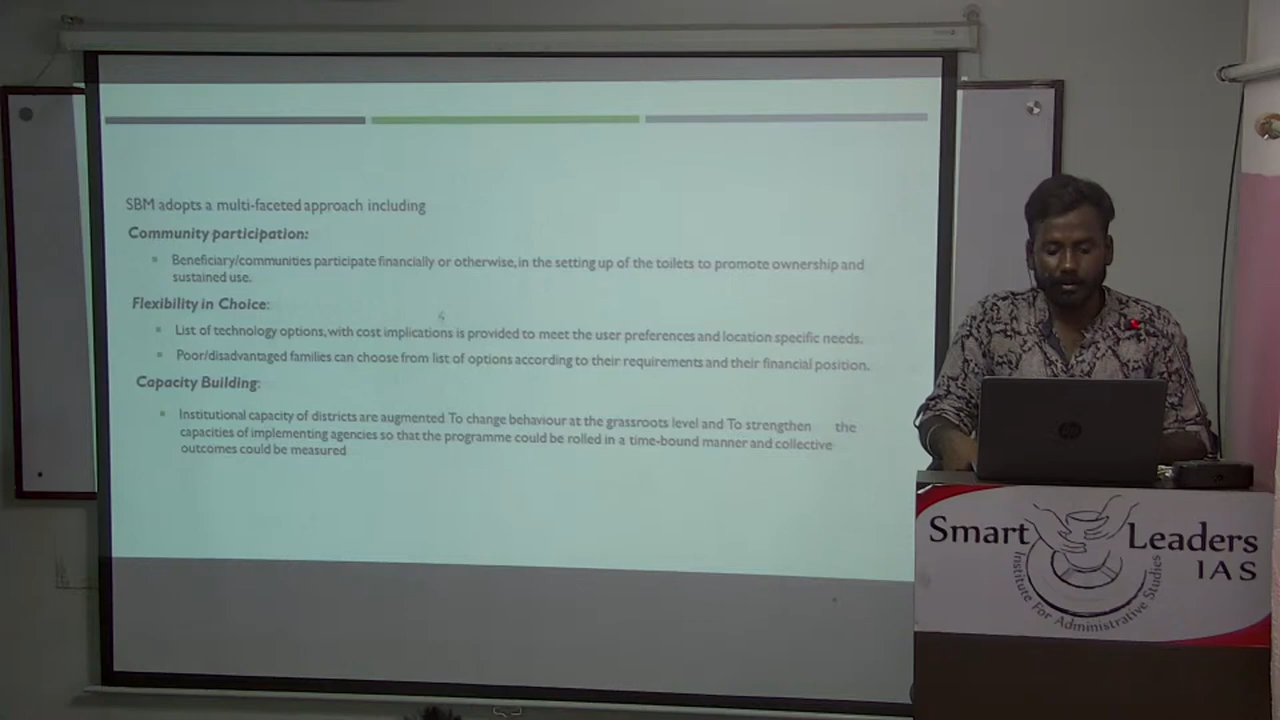 SBM adopts a multi-faceted approach including
Community participation:
Beneficiary/communities participate financially or otherwise, in the setting up of the toilets to promote ownership and
sustained use.
Flexibility in Choice:
List of technology options, with cost implications is provided to meet the user preferences and location specific needs.
Poor/disadvantaged families can choose from list of options according to their requirements and their financial position.
Capacity Building:
Institutional capacity of districts are augmented To change behaviour at the grassroots level and To strengthen the
capacities of implementing agencies so that the programme could be rolled in a time-bound manner and collective
outcomes could be measured
hp
Smart Leaders
IAS
Institute For Administrative Studies